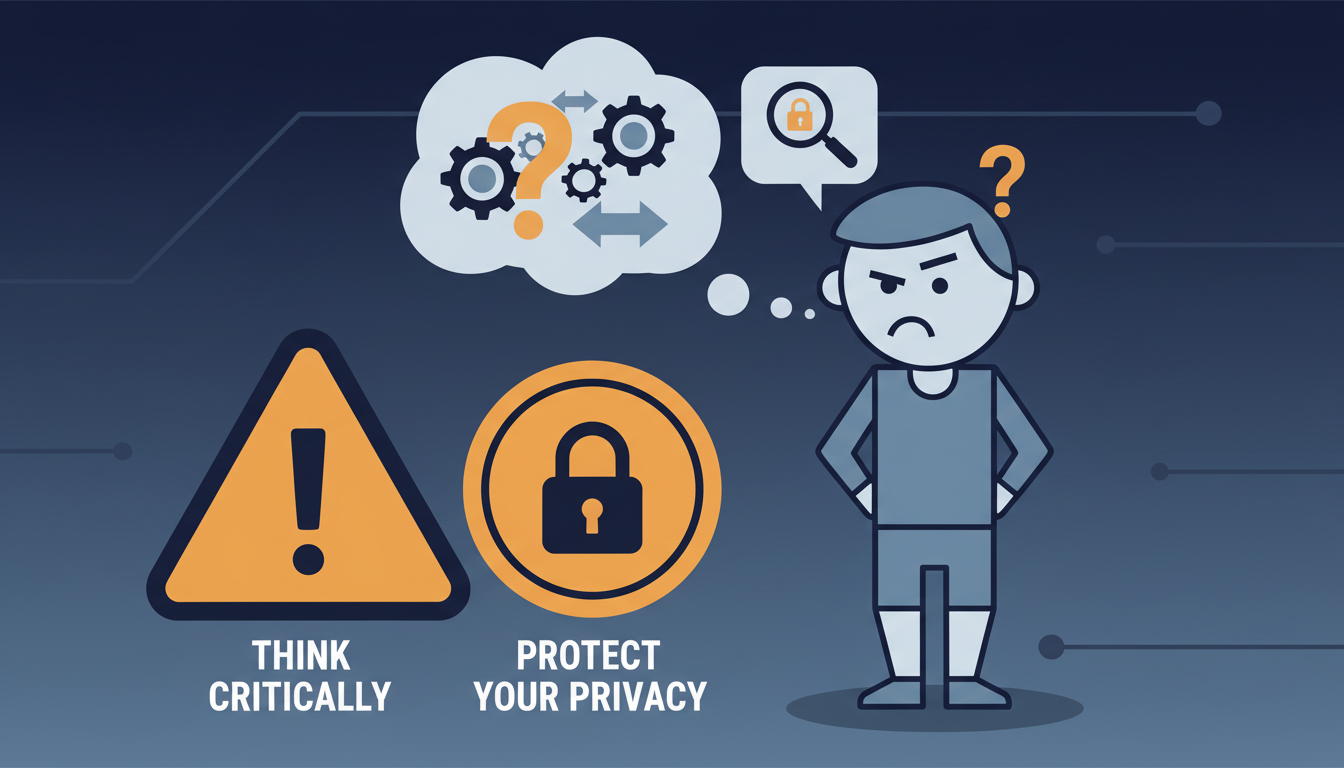 ?
?
!
THINK
CRITICALLY
PROTECT
YOUR PRIVACY